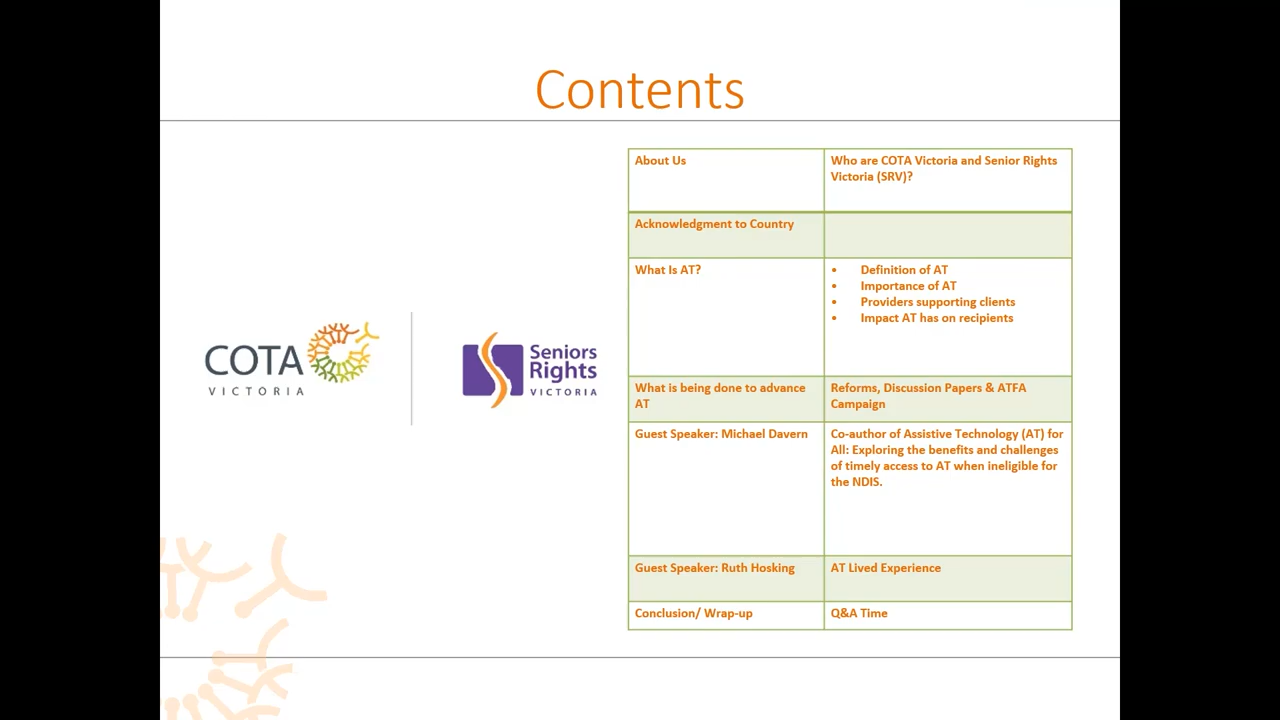 Contents
COTA
VICTORIA
Seniors
Rights
VICTORIA
About Us
Who are COTA Victoria and Senior Rights
Victoria (SRV)?
Acknowledgment to Country
What Is AT?
• Definition of AT
• Importance of AT
• Providers supporting clients
• Impact AT has on recipients
What is being done to advance
AT
Reforms, Discussion Papers & ATFA
Campaign
Guest Speaker: Michael Davern
Co-author of Assistive Technology (AT) for
All: Exploring the benefits and challenges
of timely access to AT when ineligible for
the NDIS.
Guest Speaker: Ruth Hosking
AT Lived Experience
Conclusion/ Wrap-up
Q&A Time